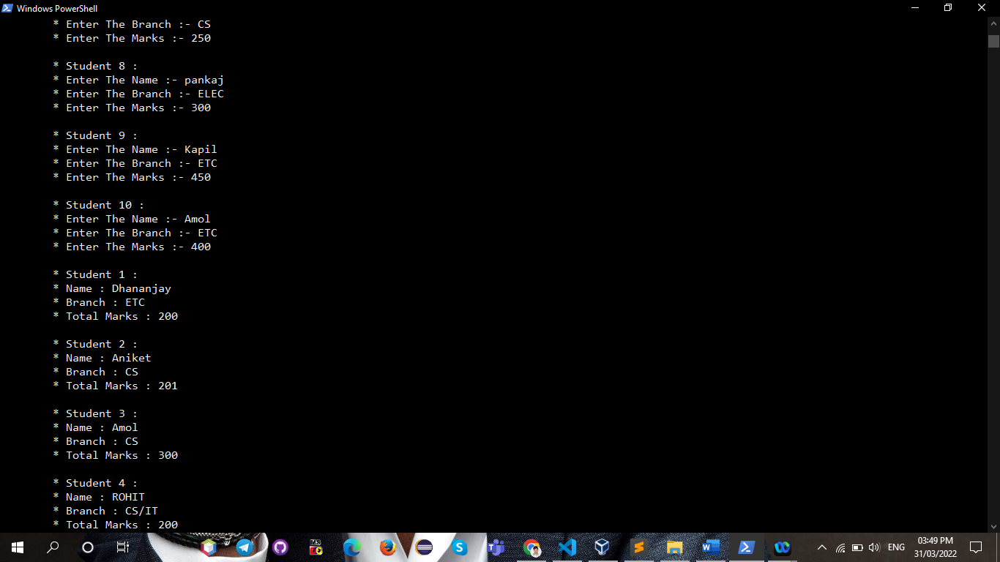 Windows PowerShell
* Enter The Branch :- CS
* Enter The Marks :- 250
* Student 8 :
* Enter The Name :- pankaj
* Enter The Branch :- ELEC
* Enter The Marks :- 300
* Student 9 :
* Enter The Name :- Kapil
* Enter The Branch :- ETC
* Enter The Marks :- 450
* Student 10 :
* Enter The Name :- Amol
* Enter The Branch :- ETC
* Enter The Marks :- 400
* Student 1 :
* Name : Dhananjay
* Branch : ETC
* Total Marks : 200
* Student 2 :
* Name : Aniket
* Branch : CS
* Total Marks : 201
* Student 3 :
* Name : Amol
* Branch : CS
* Total Marks : 300
* Student 4 :
* Name : ROHIT
* Branch : CS/IT
* Total Marks : 200
ENG
03:49 PM
31/03/2022